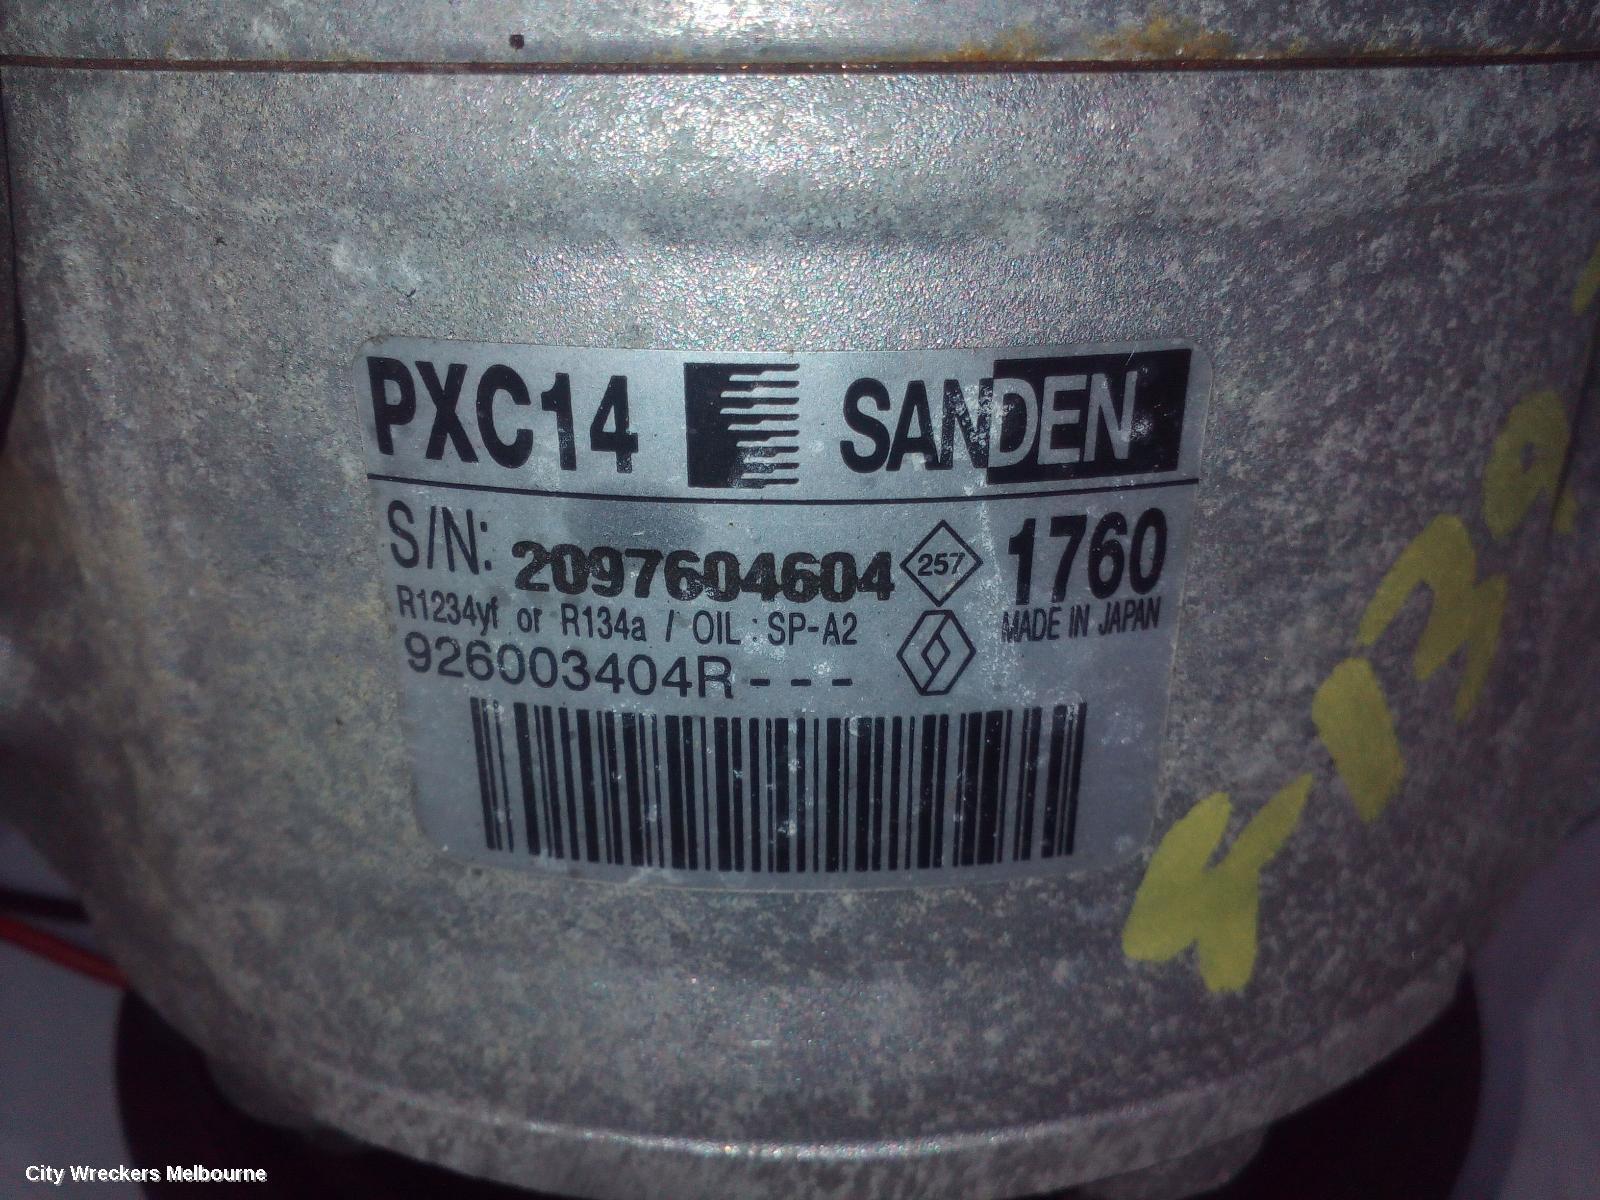 PXC14 SANDEN
S/N: 2097604604 257 1760
R1234yf or R134a / OIL : SP-A2 MADE IN JAPAN
926003404R - - -
City Wreckers Melbourne